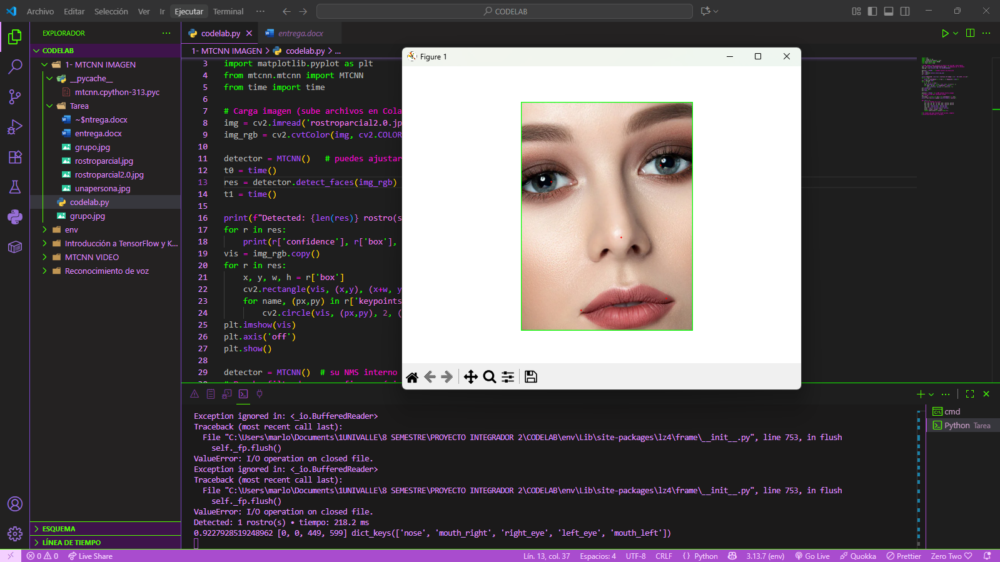 Archivo Editar Selección Ver Ir Ejecutar Terminal ··· CODELAB
EXPLORADOR ···
CODELAB
1- MTCNN IMAGEN
__pycache__
mtcnn.cpython-313.pyc
Tarea
~$ntrega.docx
entrega.docx
grupo.jpg
rostroparcial.jpg
rostroparcial2.0.jpg
unapersona.jpg
codelab.py
grupo.jpg
env
Introducción a TensorFlow y K...
MTCNN VIDEO
Reconocimiento de voz
ESQUEMA
LÍNEA DE TIEMPO
codelab.py entrega.docx
1- MTCNN IMAGEN > codelab.py > ...
3 import matplotlib.pyplot as plt
4 from mtcnn.mtcnn import MTCNN
5 from time import time
6
7 # Carga imagen (sube archivos en Cola
8 img = cv2.imread('rostroparcial2.0.jp
9 img_rgb = cv2.cvtColor(img, cv2.COLOR
10
11 detector = MTCNN() # puedes ajustar
12 t0 = time()
13 res = detector.detect_faces(img_rgb)
14 t1 = time()
15
16 print(f"Detected: {len(res)} rostro(s
17 for r in res:
18 print(r['confidence'], r['box'],
19 vis = img_rgb.copy()
20 for r in res:
21 x, y, w, h = r['box']
22 cv2.rectangle(vis, (x,y), (x+w, y
23 for name, (px,py) in r['keypoints
24 cv2.circle(vis, (px,py), 2, (
25 plt.imshow(vis)
26 plt.axis('off')
27 plt.show()
28
29 detector = MTCNN() # su NMS interno
Figure 1
Exception ignored in: <_io.BufferedReader>
Traceback (most recent call last):
File "C:\Users\marlo\Documents\1UNIVALLE\8 SEMESTRE\PROYECTO INTEGRADOR 2\CODELAB\env\Lib\site-packages\lz4\frame\__init__.py", line 753, in flush
self._fp.flush()
ValueError: I/O operation on closed file.
Exception ignored in: <_io.BufferedReader>
Traceback (most recent call last):
File "C:\Users\marlo\Documents\1UNIVALLE\8 SEMESTRE\PROYECTO INTEGRADOR 2\CODELAB\env\Lib\site-packages\lz4\frame\__init__.py", line 753, in flush
self._fp.flush()
ValueError: I/O operation on closed file.
Detected: 1 rostro(s) • tiempo: 218.2 ms
0.9227928519248962 [0, 0, 449, 599] dict_keys(['nose', 'mouth_right', 'right_eye', 'left_eye', 'mouth_left'])
cmd
Python Tarea
0 0 Live Share Lín. 13, col. 37 Espacios: 4 UTF-8 CRLF {} Python 3.13.7 (env) Go Live Quokka Prettier Zero Two